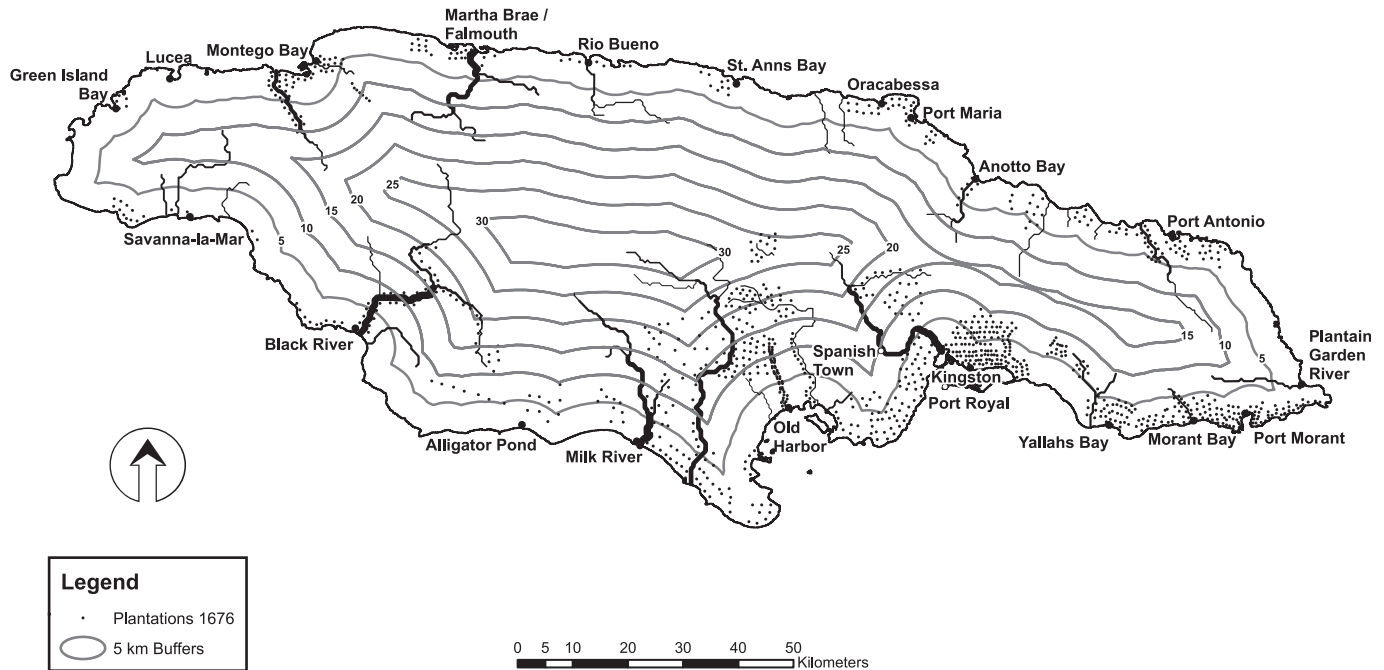 Martha Brae /
Falmouth
Montego Bay
Lucea
Green Island
Bay
Rio Bueno
St. Anns Bay
Oracabessa
Port Maria
Anotto Bay
Port Antonio
Plantain
Garden
River
Savanna-la-Mar
Black River
Alligator Pond
Milk River
Old
Harbor
Spanish
Town
Kingston
Port Royal
Yallahs Bay
Morant Bay
Port Morant
5
10
15
20
25
30
30
25
20
15
10
5
Legend
Plantations 1676
5 km Buffers
0 5 10 20 30 40 50
Kilometers